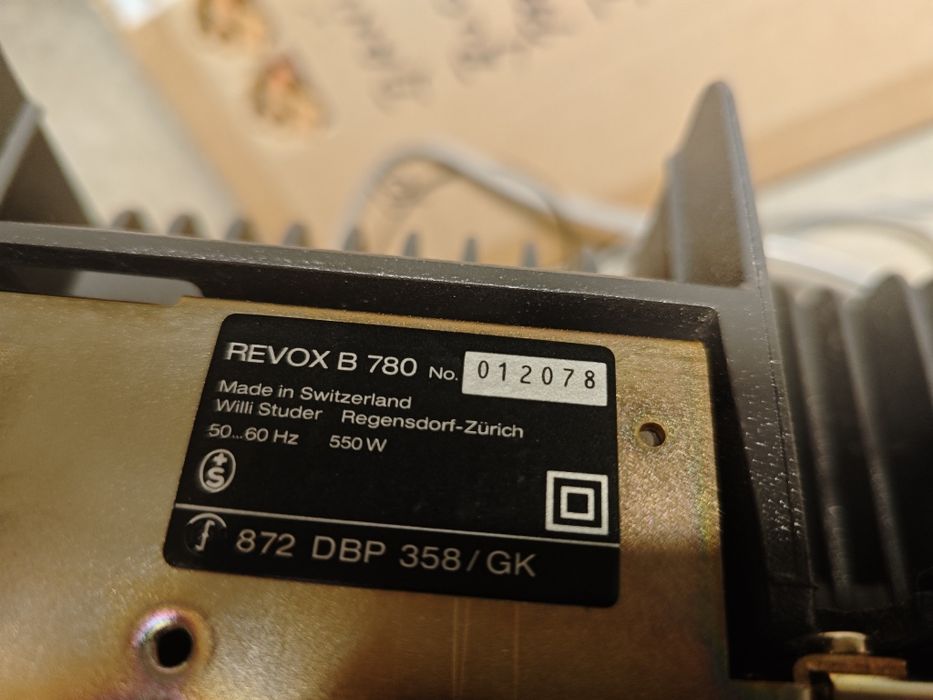 REVOX B 780 No. 012078
Made in Switzerland
Willi Studer Regensdorf-Zürich
50...60 Hz 550 W
+S
872 DBP 358/GK